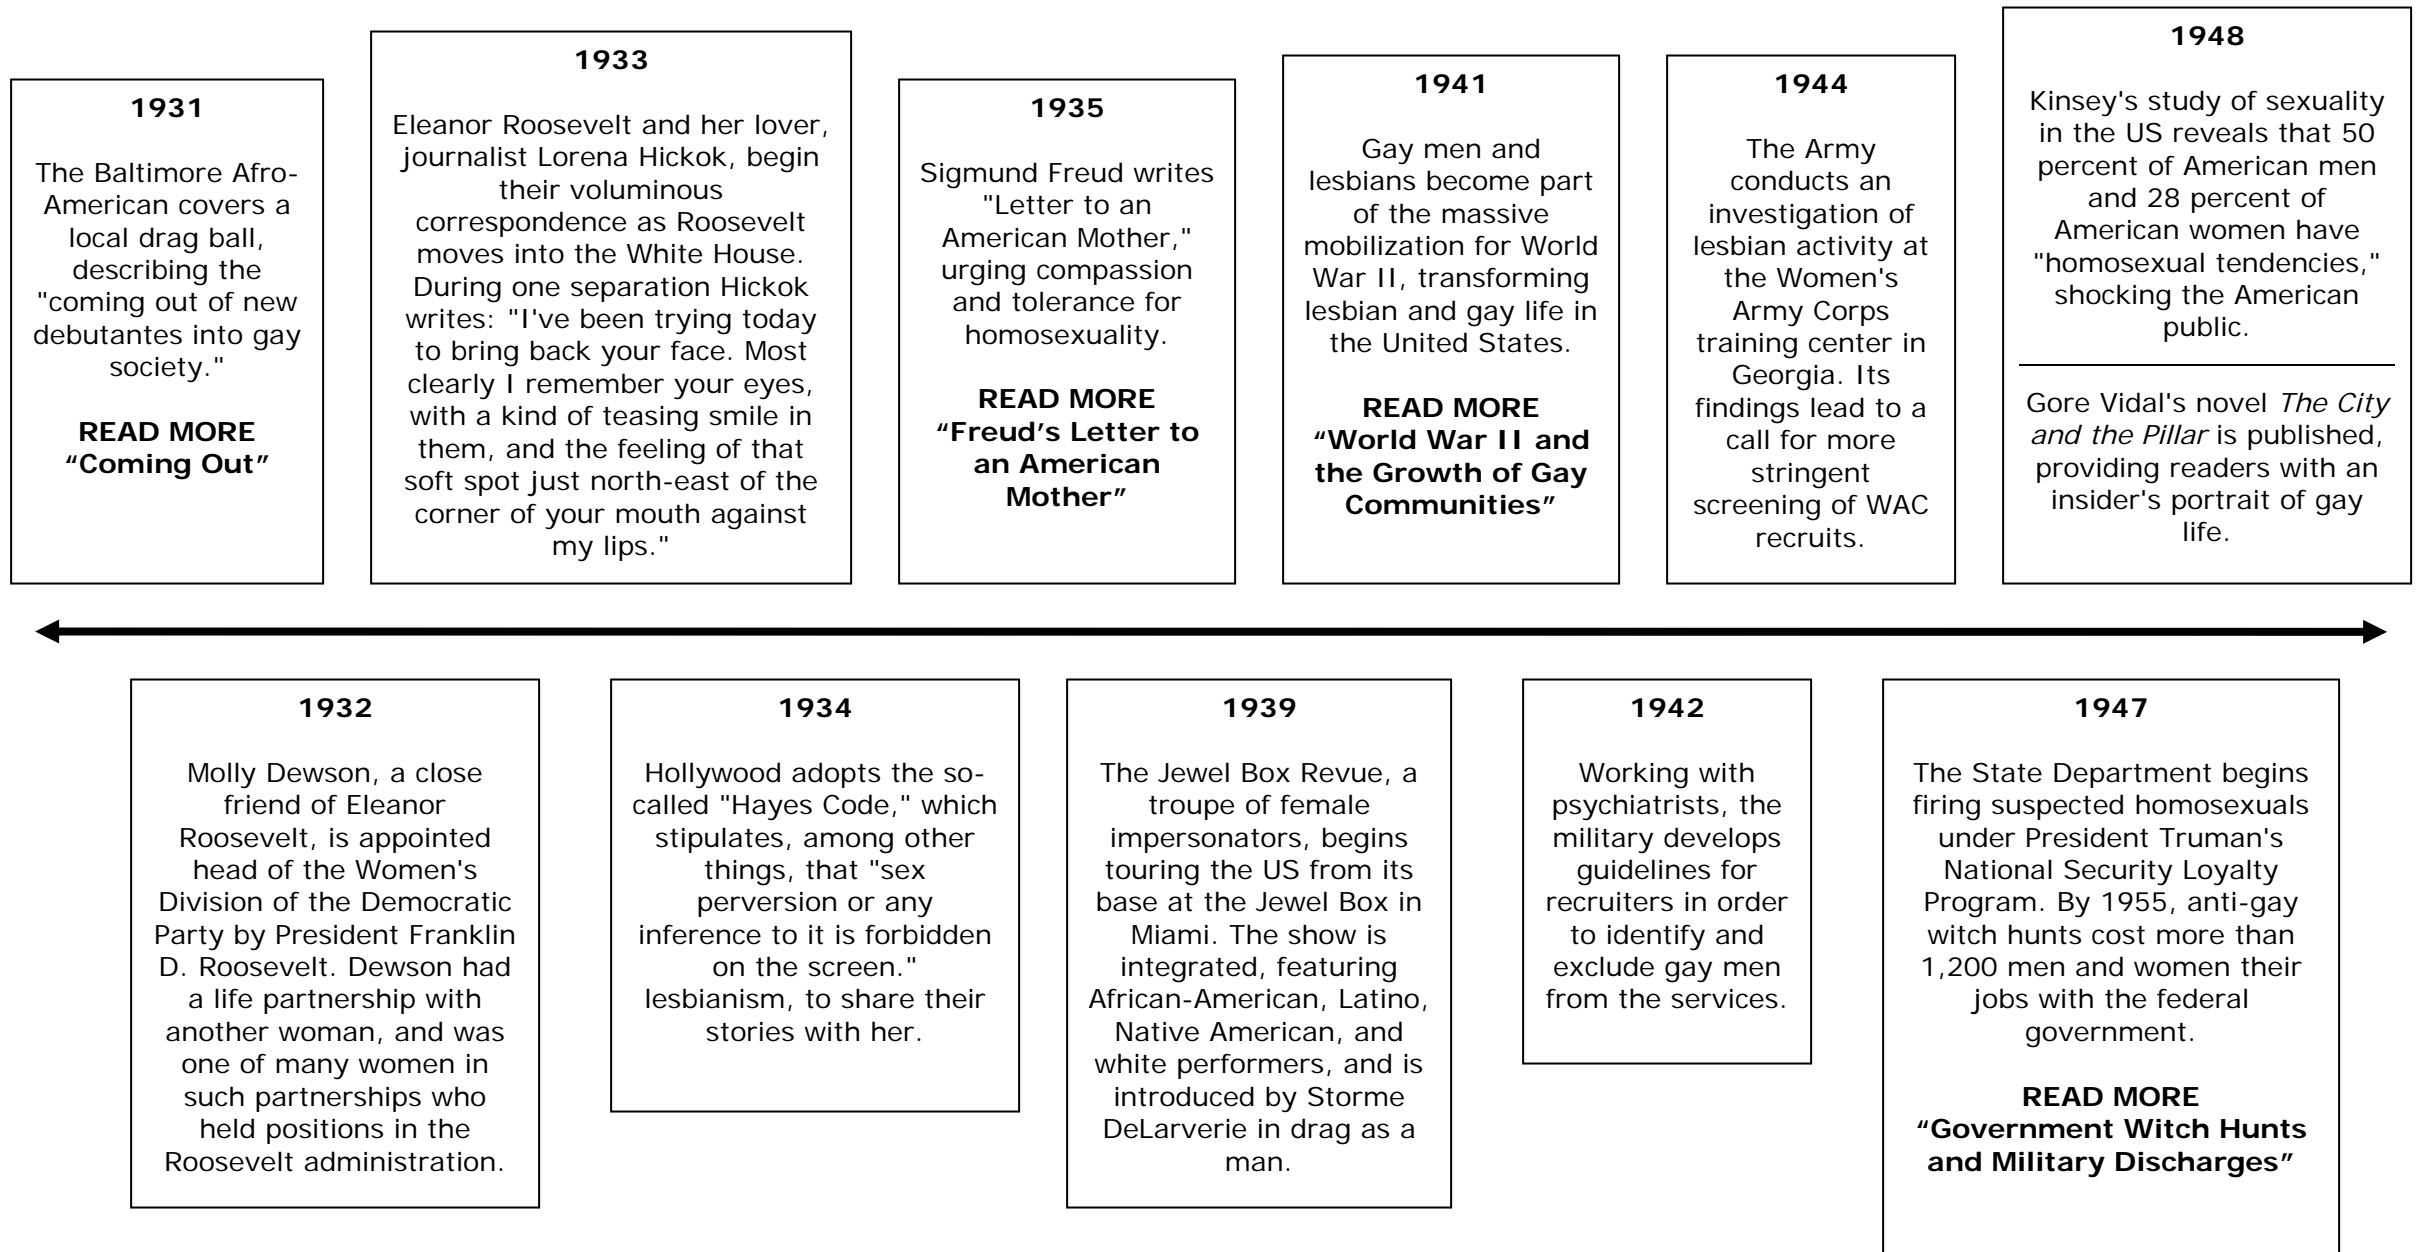 1931
The Baltimore Afro-
American covers a
local drag ball,
describing the
"coming out of new
debutantes into gay
society."
READ MORE
“Coming Out”
1933
Eleanor Roosevelt and her lover,
journalist Lorena Hickok, begin
their voluminous
correspondence as Roosevelt
moves into the White House.
During one separation Hickok
writes: "I've been trying today
to bring back your face. Most
clearly I remember your eyes,
with a kind of teasing smile in
them, and the feeling of that
soft spot just north-east of the
corner of your mouth against
my lips."
1935
Sigmund Freud writes
"Letter to an
American Mother,"
urging compassion
and tolerance for
homosexuality.
READ MORE
“Freud’s Letter to
an American
Mother”
1941
Gay men and
lesbians become part
of the massive
mobilization for World
War II, transforming
lesbian and gay life in
the United States.
READ MORE
“World War II and
the Growth of Gay
Communities”
1944
The Army
conducts an
investigation of
lesbian activity at
the Women's
Army Corps
training center in
Georgia. Its
findings lead to a
call for more
stringent
screening of WAC
recruits.
1948
Kinsey's study of sexuality
in the US reveals that 50
percent of American men
and 28 percent of
American women have
"homosexual tendencies,"
shocking the American
public.
Gore Vidal's novel The City
and the Pillar is published,
providing readers with an
insider's portrait of gay
life.
1932
Molly Dewson, a close
friend of Eleanor
Roosevelt, is appointed
head of the Women's
Division of the Democratic
Party by President Franklin
D. Roosevelt. Dewson had
a life partnership with
another woman, and was
one of many women in
such partnerships who
held positions in the
Roosevelt administration.
1934
Hollywood adopts the so-
called "Hayes Code," which
stipulates, among other
things, that "sex
perversion or any
inference to it is forbidden
on the screen."
lesbianism, to share their
stories with her.
1939
The Jewel Box Revue, a
troupe of female
impersonators, begins
touring the US from its
base at the Jewel Box in
Miami. The show is
integrated, featuring
African-American, Latino,
Native American, and
white performers, and is
introduced by Storme
DeLarverie in drag as a
man.
1942
Working with
psychiatrists, the
military develops
guidelines for
recruiters in order
to identify and
exclude gay men
from the services.
1947
The State Department begins
firing suspected homosexuals
under President Truman's
National Security Loyalty
Program. By 1955, anti-gay
witch hunts cost more than
1,200 men and women their
jobs with the federal
government.
READ MORE
“Government Witch Hunts
and Military Discharges”